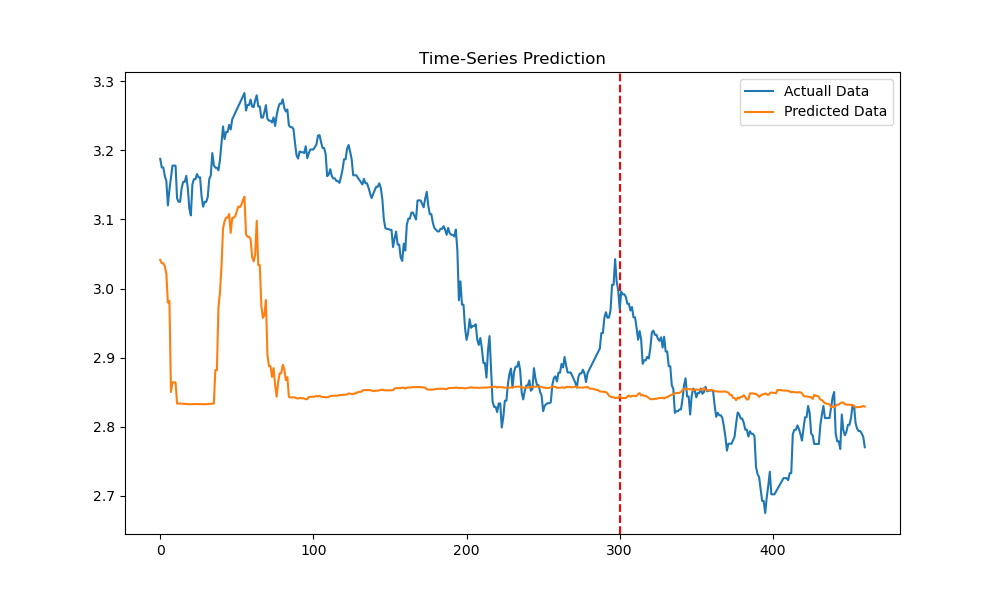 Time-Series Prediction
Actuall Data
Predicted Data
3.3
3.2
3.1
3.0
2.9
2.8
2.7
0 100 200 300 400